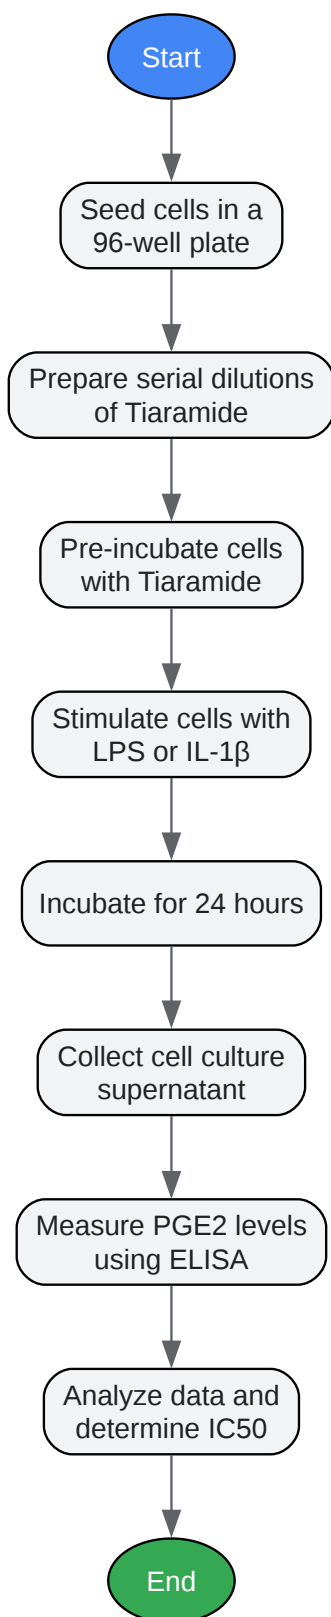 Start
Seed cells in a
96-well plate
Prepare serial dilutions
of Tiaramide
Pre-incubate cells
with Tiaramide
Stimulate cells with
LPS or IL-1β
Incubate for 24 hours
Collect cell culture
supernatant
Measure PGE2 levels
using ELISA
Analyze data and
determine IC50
End